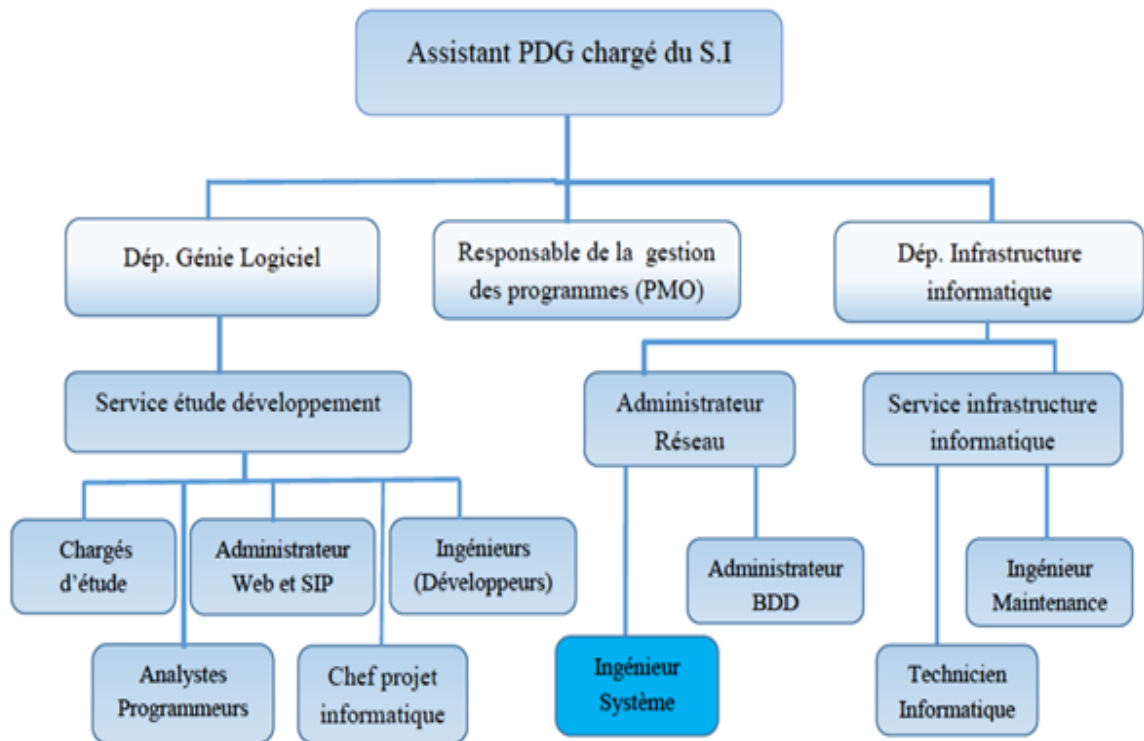 Assistant PDG chargé du S.I
Dép. Génie Logiciel
Responsable de la gestion
des programmes (PMO)
Dép. Infrastructure
informatique
Service étude développement
Administrateur
Réseau
Service infrastructure
informatique
Chargés
d'étude
Administrateur
Web et SIP
Ingénieurs
(Développeurs)
Administrateur
BDD
Ingénieur
Maintenance
Analystes
Programmeurs
Chef projet
informatique
Ingénieur
Système
Technicien
Informatique